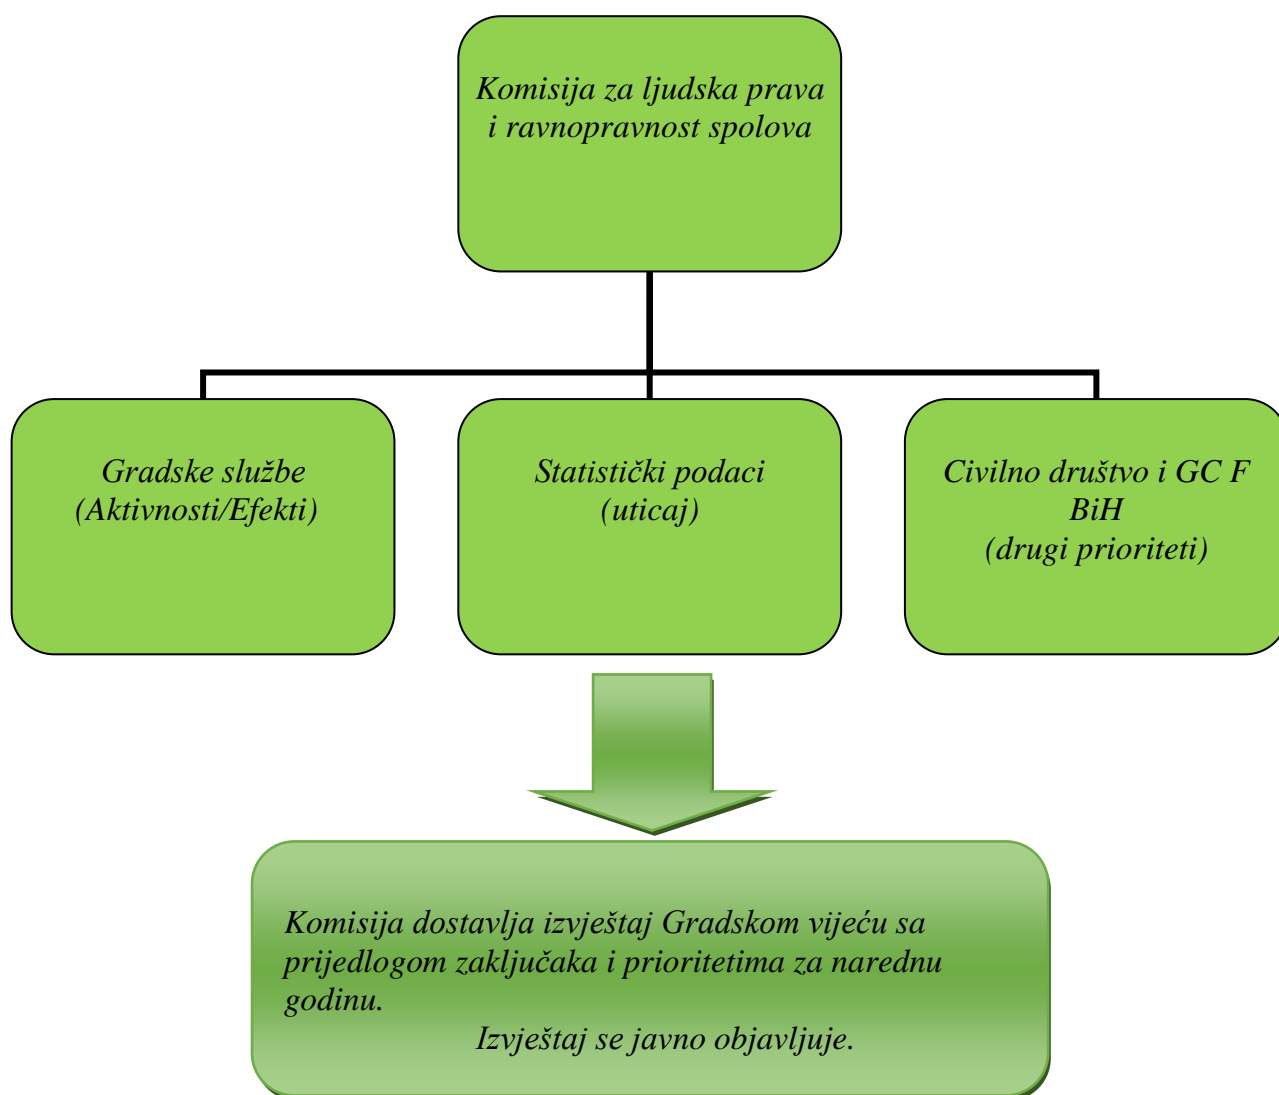 Komisija za ljudska prava
i ravnopravnost spolova
Gradske službe
(Aktivnosti/Efekti)
Statistički podaci
(uticaj)
Civilno društvo i GC F
BiH
(drugi prioriteti)
Komisija dostavlja izvještaj Gradskom vijeću sa
prijedlogom zaključaka i prioritetima za narednu
godinu.
Izvještaj se javno objavljuje.